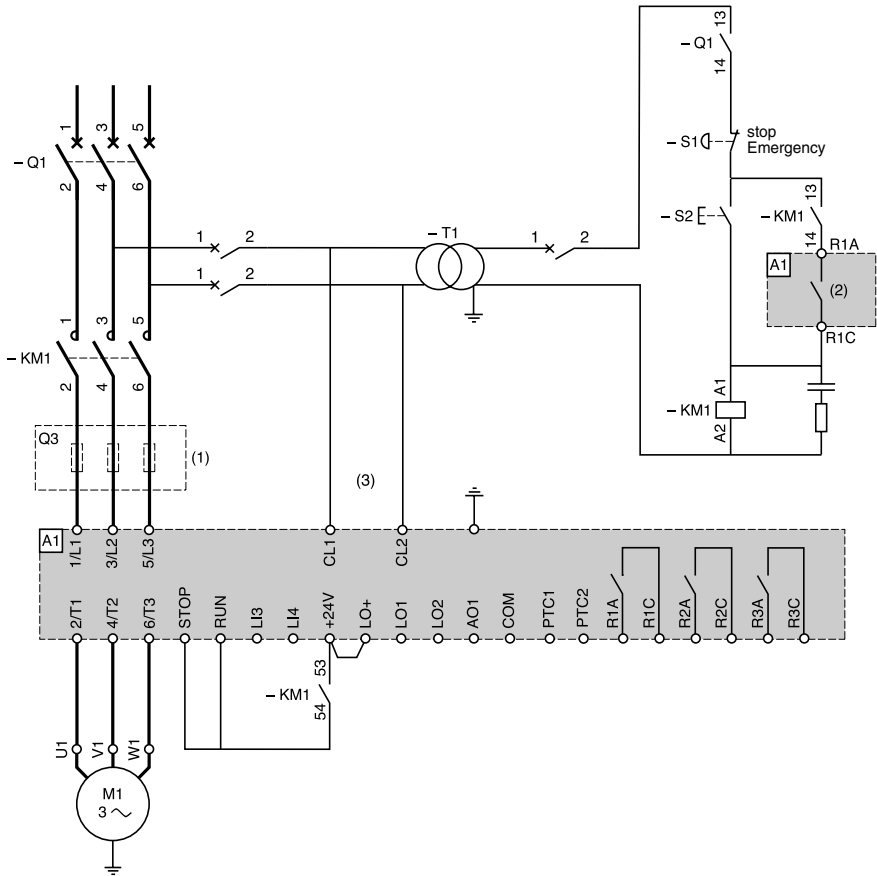 13
– Q1
14
1
3
5
– Q1
2
4
6
– S1
stop
Emergency
1
2
– T1
1
2
– S2
13
– KM1
14
R1A
A1
(2)
R1C
1
2
1
3
5
– KM1
2
4
6
A1
– KM1
A2
Q3
(1)
(3)
A1
1/L1
3/L2
5/L3
CL1
CL2
2/T1
4/T2
6/T3
STOP
RUN
LI3
LI4
+24V
LO+
LO1
LO2
AO1
COM
PTC1
PTC2
R1A
R1C
R2A
R2C
R3A
R3C
53
– KM1
54
U1
V1
W1
M1
3